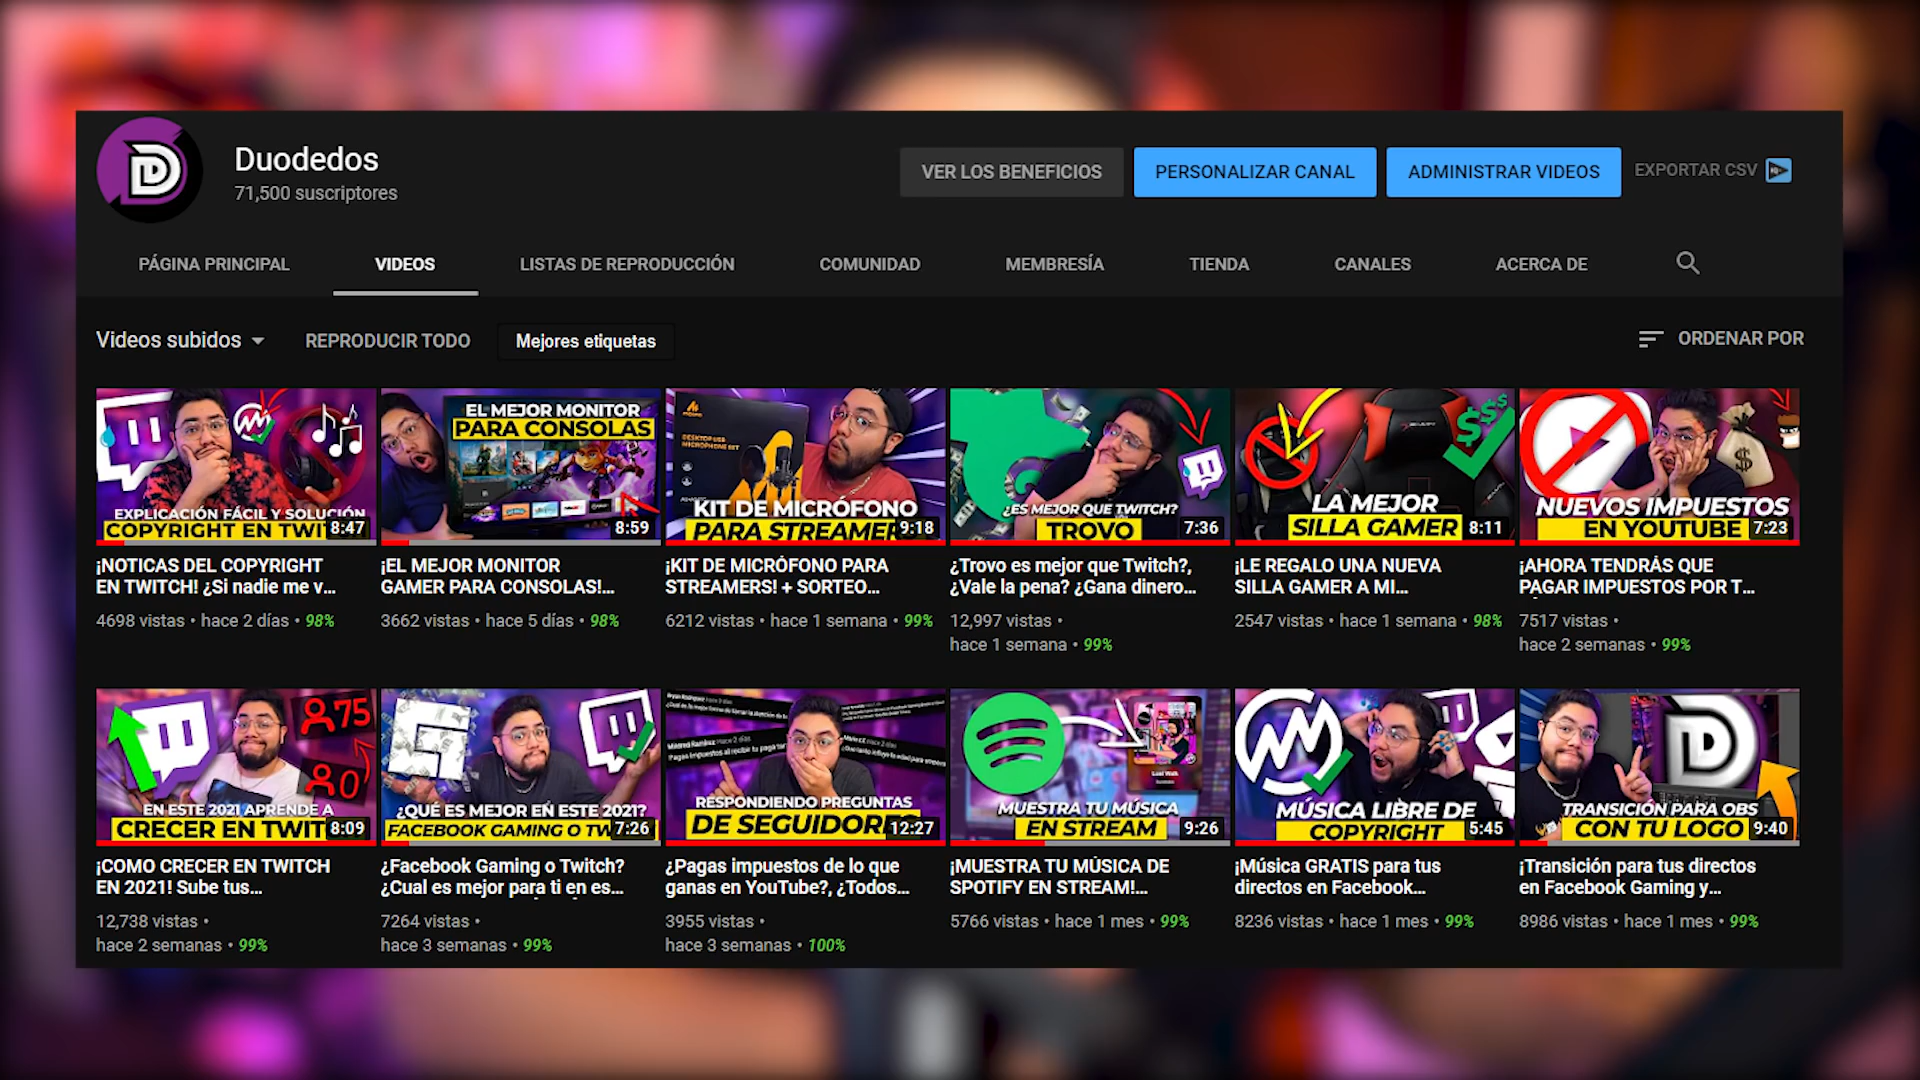 Duodedos
71,500 suscriptores
VER LOS BENEFICIOS
PERSONALIZAR CANAL
ADMINISTRAR VIDEOS
EXPORTAR CSV
PÁGINA PRINCIPAL
VIDEOS
LISTAS DE REPRODUCCIÓN
COMUNIDAD
MEMBRESÍA
TIENDA
CANALES
ACERCA DE
Videos subidos
REPRODUCIR TODO
Mejores etiquetas
ORDENAR POR
EXPLICACIÓN FÁCIL Y SOLUCIÓN
COPYRIGHT EN TWI
8:47
¡NOTICAS DEL COPYRIGHT
EN TWITCH! ¿Si nadie me v...
4698 vistas • hace 2 días • 98%
EL MEJOR MONITOR
PARA CONSOLAS
8:59
¡EL MEJOR MONITOR
GAMER PARA CONSOLAS!...
3662 vistas • hace 5 días • 98%
DESKTOP USB
MICROPHONE KIT
KIT DE MICRÓFONO
PARA STREAMER
9:18
¡KIT DE MICRÓFONO PARA
STREAMERS! + SORTEO...
6212 vistas • hace 1 semana • 99%
¿ES MEJOR QUE TWITCH?
TROVO
7:36
¿Trovo es mejor que Twitch?,
¿Vale la pena? ¿Gana dinero...
12,997 vistas •
hace 1 semana • 99%
$$$
LA MEJOR
SILLA GAMER
8:11
¡LE REGALO UNA NUEVA
SILLA GAMER A MI...
2547 vistas • hace 1 semana • 98%
$
NUEVOS IMPUESTOS
EN YOUTUBE
7:23
¡AHORA TENDRÁS QUE
PAGAR IMPUESTOS POR T...
7517 vistas •
hace 2 semanas • 99%
75
0
EN ESTE 2021 APRENDE A
CRECER EN TWIT
8:09
¡COMO CRECER EN TWITCH
EN 2021! Sube tus...
12,738 vistas •
hace 2 semanas • 99%
¿QUÉ ES MEJOR EN ESTE 2021?
FACEBOOK GAMING O TW
7:26
¿Facebook Gaming o Twitch?
¿Cual es mejor para ti en es...
7264 vistas •
hace 3 semanas • 99%
RESPONDIENDO PREGUNTAS
DE SEGUIDOR
12:27
¿Pagas impuestos de lo que
ganas en YouTube?, ¿Todos...
3955 vistas •
hace 3 semanas • 100%
MUESTRA TU MÚSICA
EN STREAM
9:26
¡MUESTRA TU MÚSICA DE
SPOTIFY EN STREAM!...
5766 vistas • hace 1 mes • 99%
MÚSICA LIBRE DE
COPYRIGHT
5:45
¡Música GRATIS para tus
directos en Facebook...
8236 vistas • hace 1 mes • 99%
TRANSICIÓN PARA OBS
CON TU LOGO
9:40
¡Transición para tus directos
en Facebook Gaming y...
8986 vistas • hace 1 mes • 99%